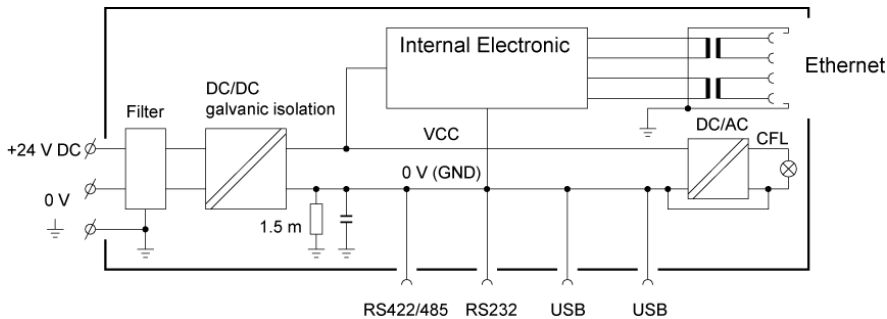 Internal Electronic
Ethernet
DC/DC
galvanic isolation
Filter
DC/AC
CFL
+24 V DC
VCC
0 V
0 V (GND)
1.5 m
RS422/485
RS232
USB
USB